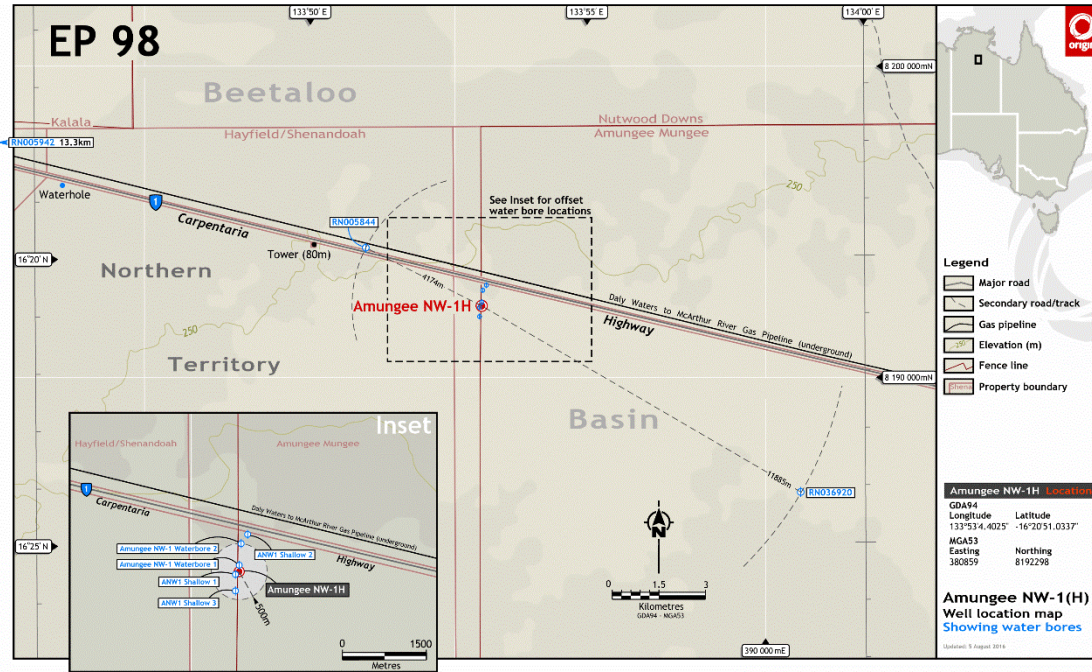 EP 98
133°50' E
133°55' E
134°00' E
origin
8 200 000mN
Beetaloo
Kalala
Hayfield/Shenandoah
Nutwood Downs
Amungee Mungee
RN005942 13.3km
Waterhole
1
Carpentaria
RN005844
See Inset for offset
water bore locations
250
Tower (80m)
16°20' N
Northern
4174m
Amungee NW-1H
Daly Waters to McArthur River Gas Pipeline (underground)
Highway
250
Territory
8 190 000mN
Basin
11885m
RN036920
Inset
Hayfield/Shenandoah
Amungee Mungee
1
Carpentaria
Daly Waters to McArthur River Gas Pipeline (underground)
Highway
Amungee NW-1 Waterbore 2
ANW1 Shallow 2
Amungee NW-1 Waterbore 1
ANW1 Shallow 1
Amungee NW-1H
ANW1 Shallow 3
500m
0 1500
Metres
16°25' N
N
0 1.5 3
Kilometres
GDA94 - MGA53
390 000 mE
Legend
Major road
Secondary road/track
Gas pipeline
250
Elevation (m)
Fence line
Shena
Property boundary
Amungee NW-1H Location
GDA94
Longitude Latitude
133°53'4.4025" -16°20'51.0337"
MGA53
Easting Northing
380859 8192298
Amungee NW-1(H)
Well location map
Showing water bores
Updated: 5 August 2016